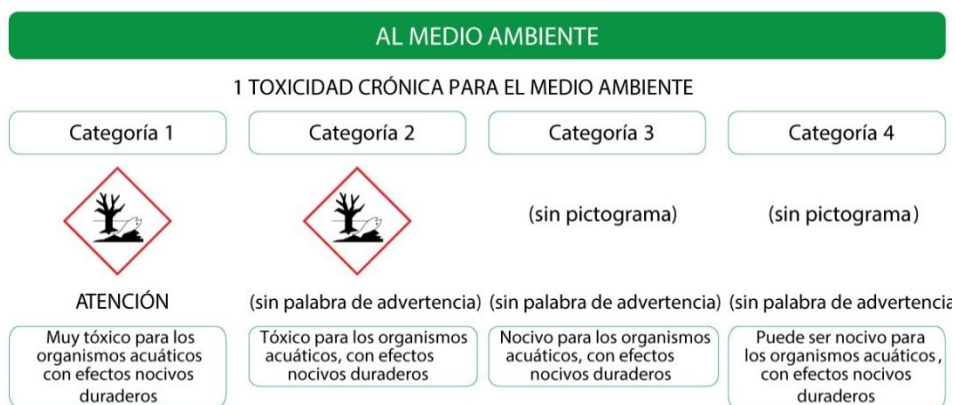 AL MEDIO AMBIENTE
1 TOXICIDAD CRÓNICA PARA EL MEDIO AMBIENTE
Categoría 1
Categoría 2
Categoría 3
Categoría 4
(sin pictograma)
(sin pictograma)
ATENCIÓN
(sin palabra de advertencia)
(sin palabra de advertencia)
(sin palabra de advertencia
Muy tóxico para los
organismos acuáticos
con efectos nocivos
duraderos
Tóxico para los organismos
acuáticos, con efectos
nocivos duraderos
Nocivo para los organismos
acuáticos, con efectos
nocivos duraderos
Puede ser nocivo para
los organismos acuáticos,
con efectos nocivos
duraderos